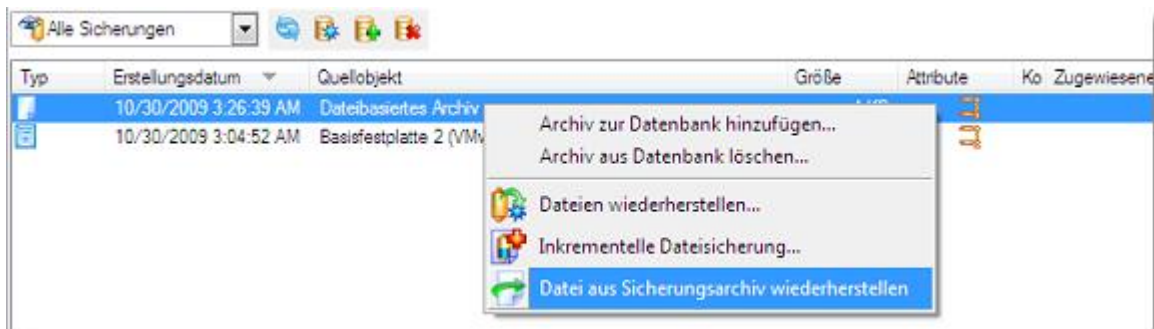 Alle Sicherungen
Typ Erstellungsdatum Quellobjekt Größe Attribute Ko Zugewiesene
10/30/2009 3:26:39 AM Dateibasiertes Archiv
10/30/2009 3:04:52 AM Basisfestplatte 2
Archiv zur Datenbank hinzufügen...
Archiv aus Datenbank löschen...
Dateien wiederherstellen...
Inkrementelle Dateisicherung...
Datei aus Sicherungsarchiv wiederherstellen